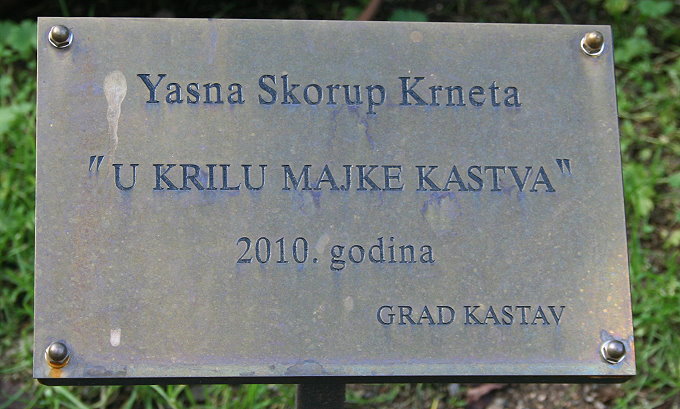 Yasna Skorup Krneta
"U KRILU MAJKE KASTVA"
2010. godina
GRAD KASTAV